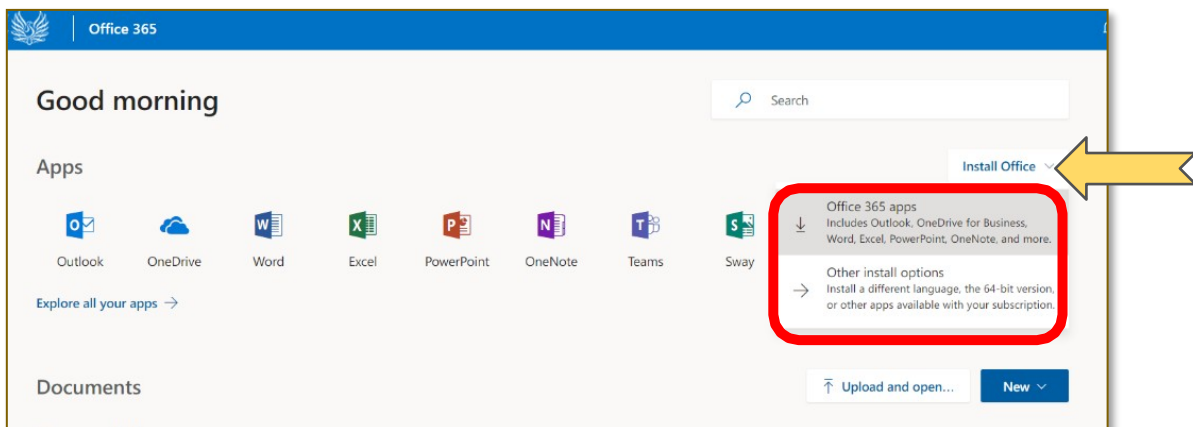 Office 365
Good morning
Search
Apps
Install Office
Office 365 apps
Includes Outlook, OneDrive for Business,
Word, Excel, PowerPoint, OneNote, and more.
Other install options
Install a different language, the 64-bit version,
or other apps available with your subscription.
Outlook OneDrive Word Excel PowerPoint OneNote Teams Sway
Explore all your apps →
Documents
Upload and open...
New